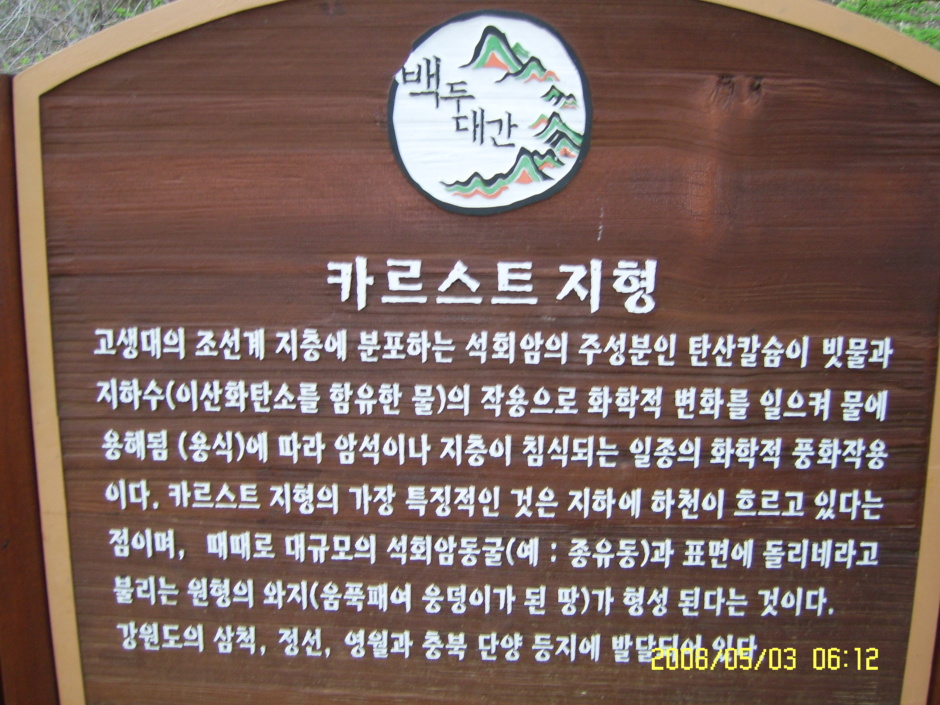 백두
대간
카르스트 지형
고생대의 조선계 지층에 분포하는 석회암의 주성분인 탄산칼슘이 빗물과
지하수(이산화탄소를 함유한 물)의 작용으로 화학적 변화를 일으켜 물에
용해됨 (용식)에 따라 암석이나 지층이 침식되는 일종의 화학적 풍화작용
이다. 카르스트 지형의 가장 특징적인 것은 지하에 하천이 흐르고 있다는
점이며, 때때로 대규모의 석회암동굴(예 : 종유동)과 표면에 돌리네라고
불리는 원형의 와지(움푹패여 웅덩이가 된 땅)가 형성 된다는 것이다.
강원도의 삼척, 정선, 영월과 충북 단양 등지에 발달되어 있다
2008/05/03 06:12